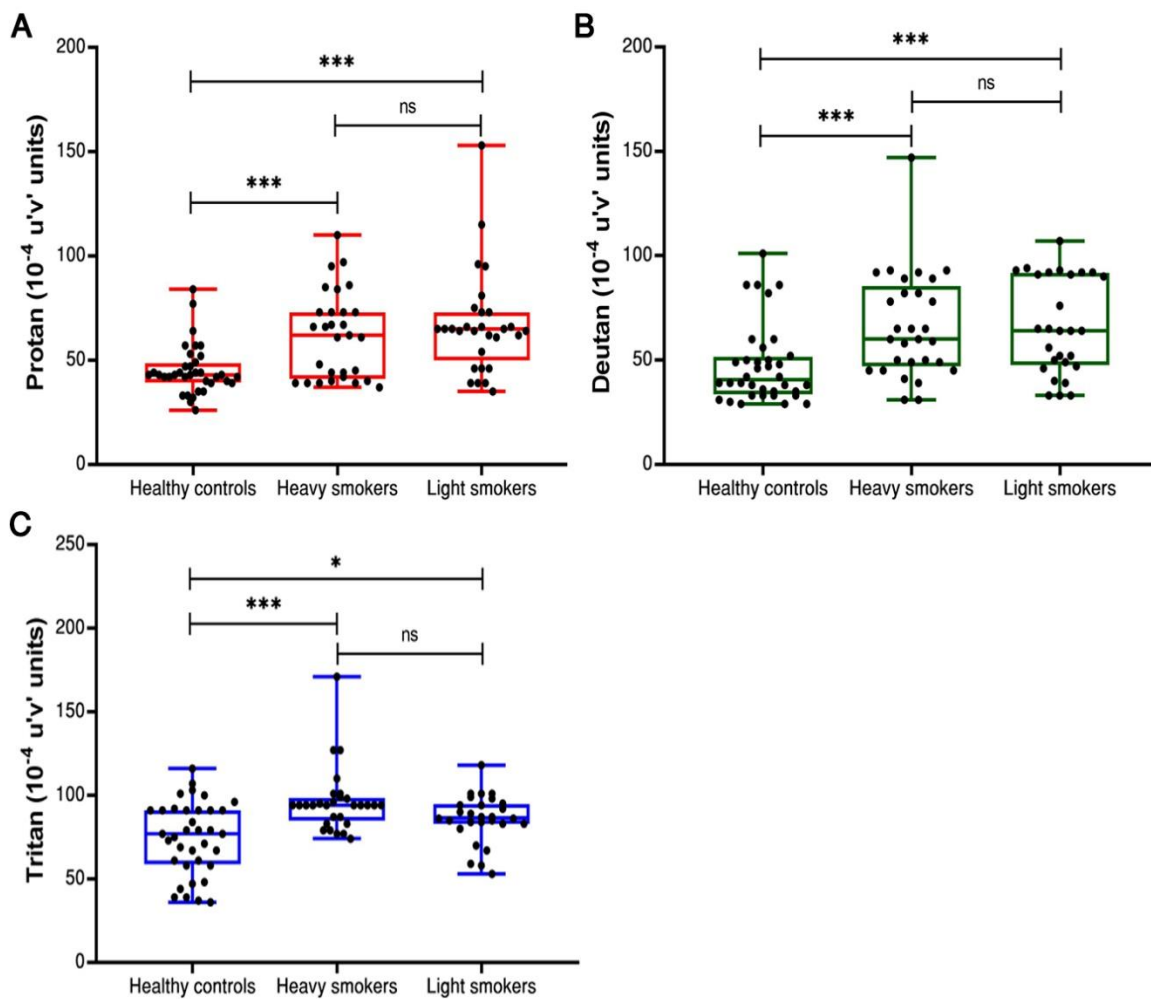 A
Protan (10-4 u'v' units)
200
150
100
50
0
***
ns
***
Healthy controls
Heavy smokers
Light smokers
B
Deutan (10-4 u'v' units)
200
150
100
50
0
***
ns
***
Healthy controls
Heavy smokers
Light smokers
C
Tritan (10-4 u'v' units)
250
200
150
100
50
0
*
***
ns
Healthy controls
Heavy smokers
Light smokers